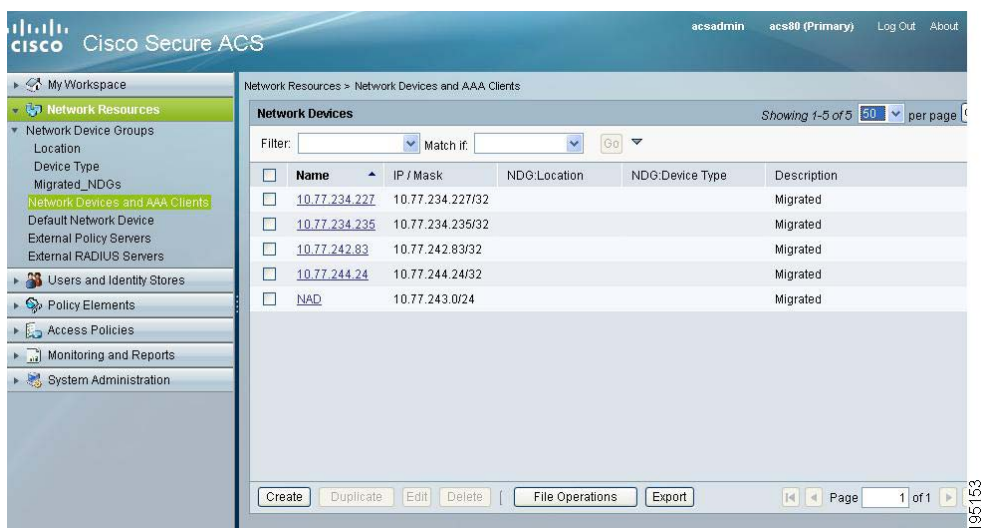 acsadmin acs80 (Primary) Log Out About
CISCO Cisco Secure ACS
My Workspace
Network Resources
Network Device Groups
Location
Device Type
Migrated_NDGs
Network Devices and AAA Clients
Default Network Device
External Policy Servers
External RADIUS Servers
Users and Identity Stores
Policy Elements
Access Policies
Monitoring and Reports
System Administration
Network Resources > Network Devices and AAA Clients
Network Devices Showing 1-5 of 5 50 per page
Filter: Match if: Go
Name IP / Mask NDG:Location NDG:Device Type Description
10.77.234.227 10.77.234.227/32 Migrated
10.77.234.235 10.77.234.235/32 Migrated
10.77.242.83 10.77.242.83/32 Migrated
10.77.244.24 10.77.244.24/32 Migrated
NAD 10.77.243.0/24 Migrated
Create Duplicate Edit Delete | File Operations Export Page 1 of 1
195153